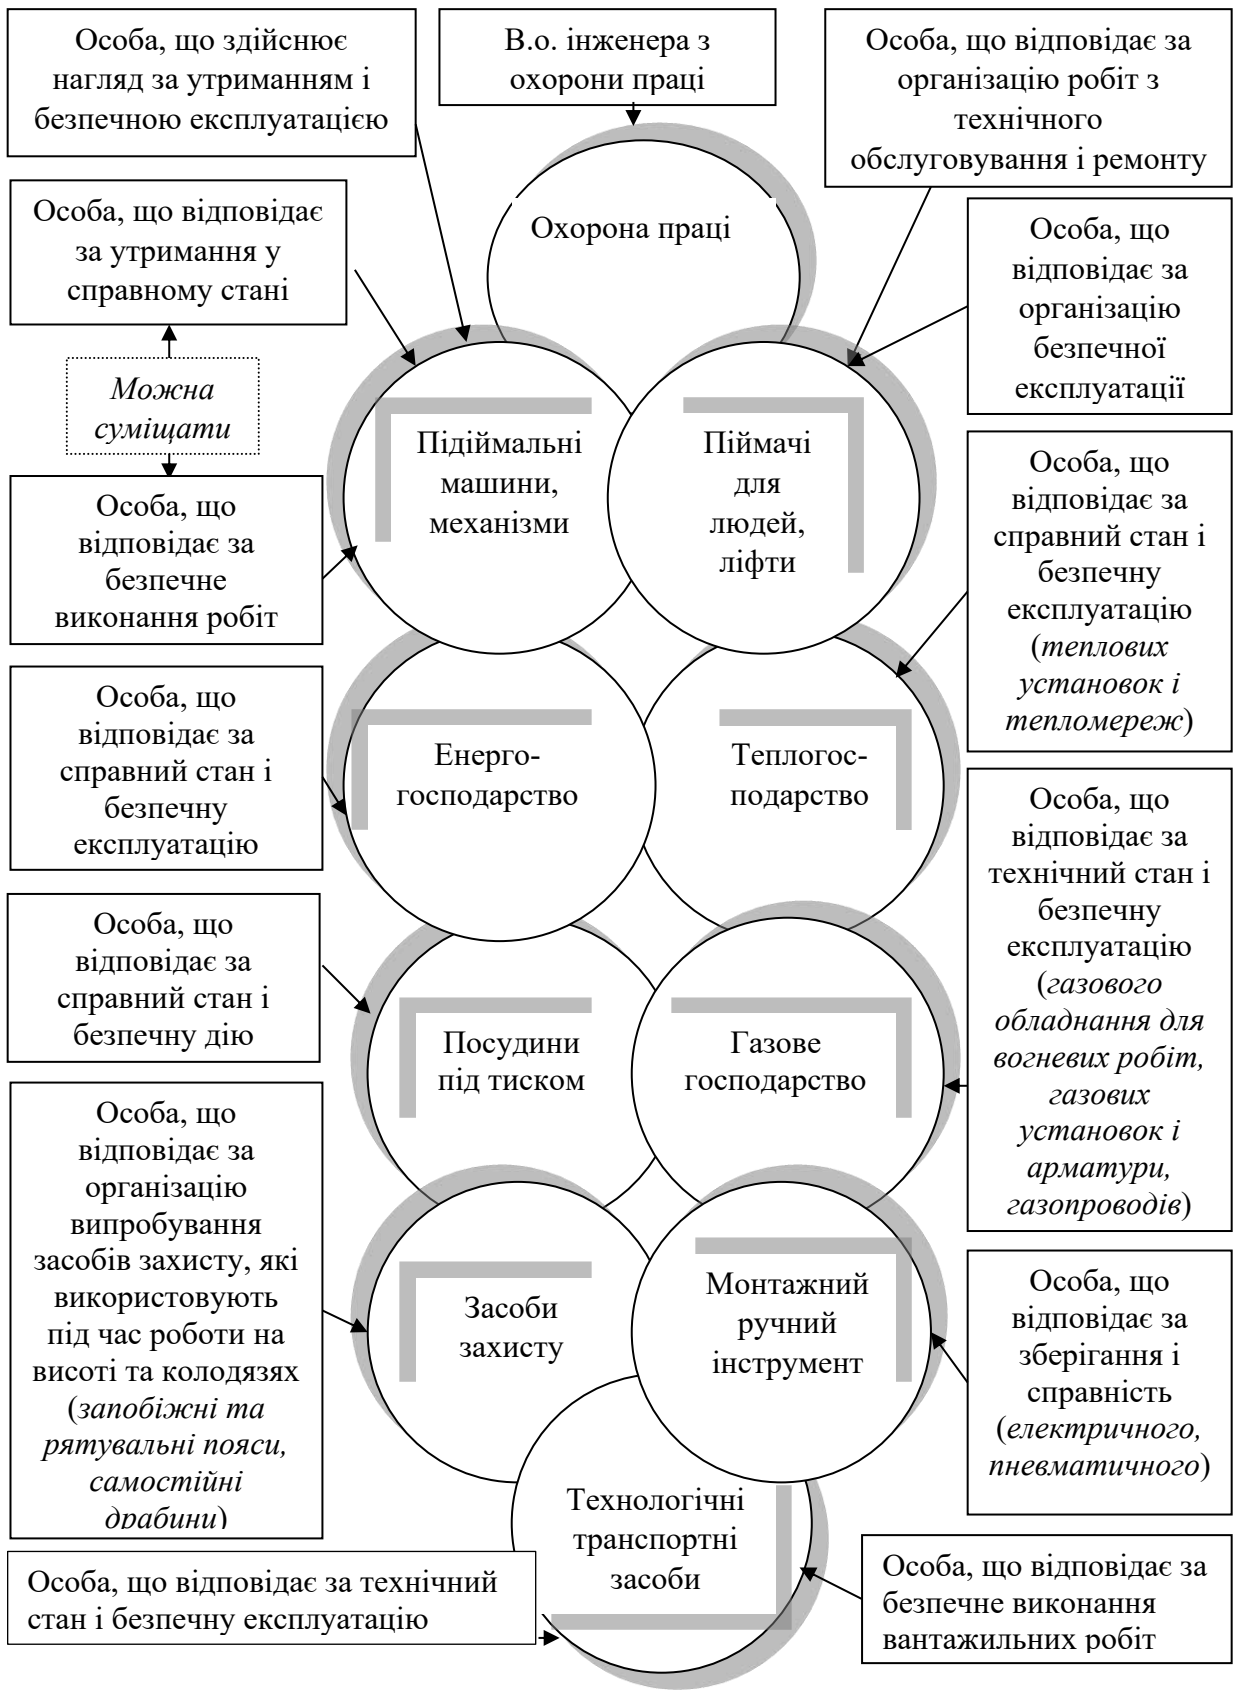 Особа, що здійснює
нагляд за утриманням і
безпечною експлуатацією
В.о. інженера з
охорони праці
Особа, що відповідає за
організацію робіт з
технічного
обслуговування і ремонту
Охорона праці
Особа, що відповідає
за утримання у
справному стані
Особа, що
відповідає за
організацію
безпечної
експлуатації
Можна
суміщати
Підіймальні
машини,
механізми
Піймачі
для
людей,
ліфти
Особа, що
відповідає за
безпечне
виконання робіт
Особа, що
відповідає за
справний стан і
безпечну
експлуатацію
(теплових
установок і
тепломереж)
Особа, що
відповідає за
справний стан і
безпечну
експлуатацію
Енерго-
господарство
Теплогос-
подарство
Особа, що
відповідає за
технічний стан і
безпечну
експлуатацію
(газового
обладнання для
вогневих робіт,
газових
установок і
арматури,
газопроводів)
Особа, що
відповідає за
справний стан і
безпечну дію
Посудини
під тиском
Газове
господарство
Особа, що
відповідає за
організацію
випробування
засобів захисту, які
використовують
під час роботи на
висоті та колодязях
(запобіжні та
рятувальні пояси,
самостійні
драбини)
Засоби
захисту
Монтажний
ручний
інструмент
Особа, що
відповідає за
зберігання і
справність
(електричного,
пневматичного)
Технологічні
транспортні
засоби
Особа, що відповідає за технічний
стан і безпечну експлуатацію
Особа, що відповідає за
безпечне виконання
вантажильних робіт